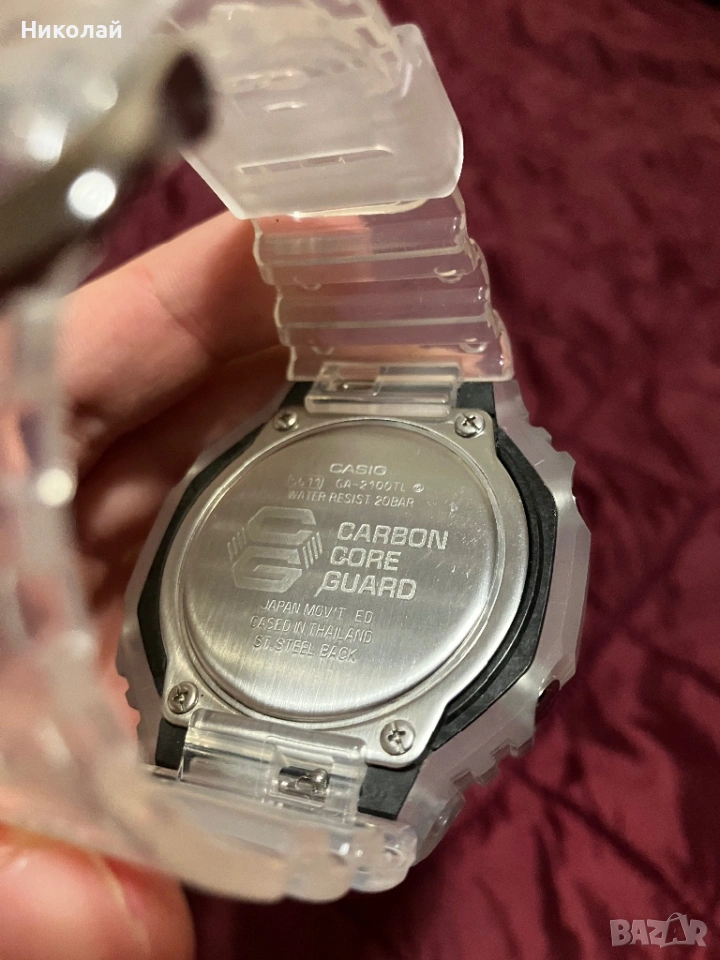 Николай
CASIO
5611 GA-2100TL
WATER RESIST 20BAR
CARBON
CORE
GUARD
JAPAN MOV'T ED
CASED IN THAILAND
ST. STEEL BACK
BAZAR